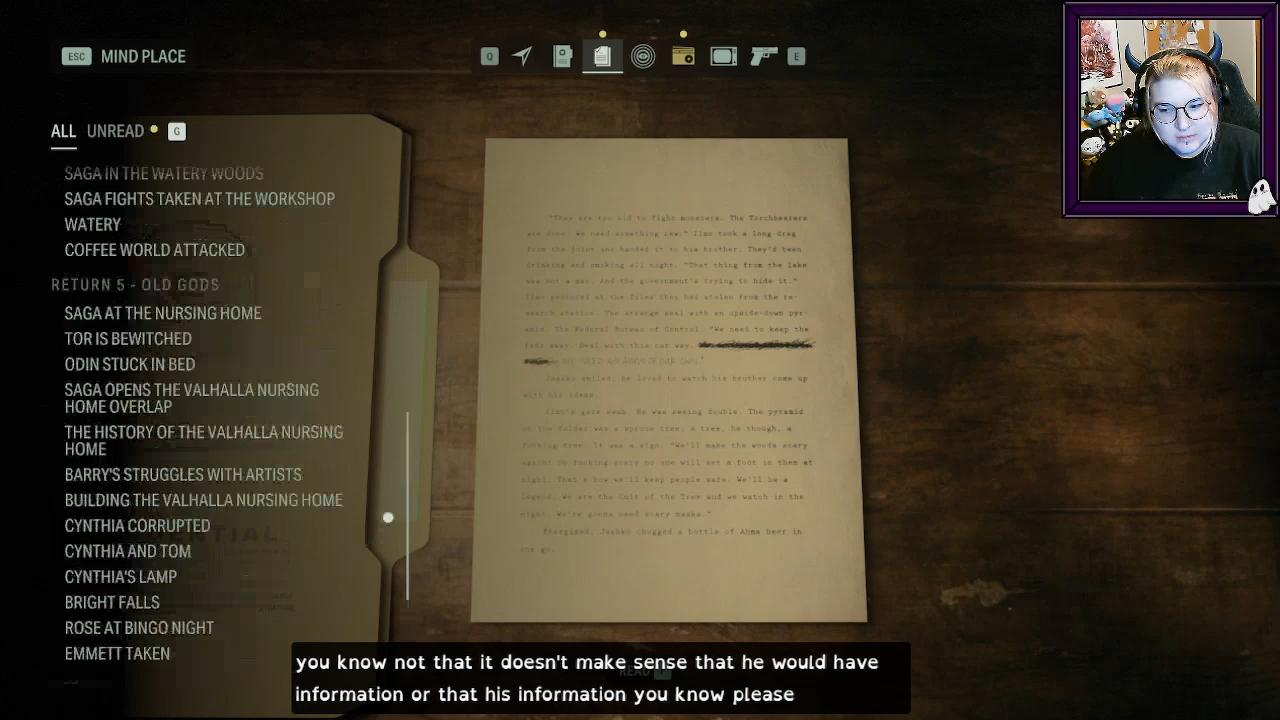 ESC MIND PLACE
Q E
ALL UNREAD G
SAGA IN THE WATERY WOODS
SAGA FIGHTS TAKEN AT THE WORKSHOP
WATERY
COFFEE WORLD ATTACKED
RETURN 5 - OLD GODS
SAGA AT THE NURSING HOME
TOR IS BEWITCHED
ODIN STUCK IN BED
SAGA OPENS THE VALHALLA NURSING
HOME OVERLAP
THE HISTORY OF THE VALHALLA NURSING
HOME
BARRY'S STRUGGLES WITH ARTISTS
BUILDING THE VALHALLA NURSING HOME
CYNTHIA CORRUPTED
CYNTHIA AND TOM
CYNTHIA'S LAMP
BRIGHT FALLS
ROSE AT BINGO NIGHT
EMMETT TAKEN
"They are too old to fight monsters. The Torchbearers
are done. We need something new." Ilmo took a long drag
from the joint and handed it to his brother. They'd been
drinking and smoking all night. "That thing from the lake
was not a man. And the government's trying to hide it."
Ilmo gestured at the files they had stolen from the re-
search station. The strange seal with an upside-down pyr-
amid. The Federal Bureau of Control. "We need to keep the
feds away. Deal with this our way.
WE NEED AN ARMY OF OUR OWN."
Jaakko smiled. He loved to watch his brother come up
with his ideas.
Ilmo's gaze swam. He was seeing double. The pyramid
on the folder was a spruce tree. A tree, he though, a
fucking tree. It was a sign. "We'll make the woods scary
again! So fucking scary no one will set a foot in them at
night. That's how we'll keep people safe. We'll be a
legend. We are the Cult of the Tree and we watch in the
night. We're gonna need scary masks."
Energized, Jaakko chugged a bottle of Ahma beer in
one go.
READ
you know not that it doesn't make sense that he would have
information or that his information you know please